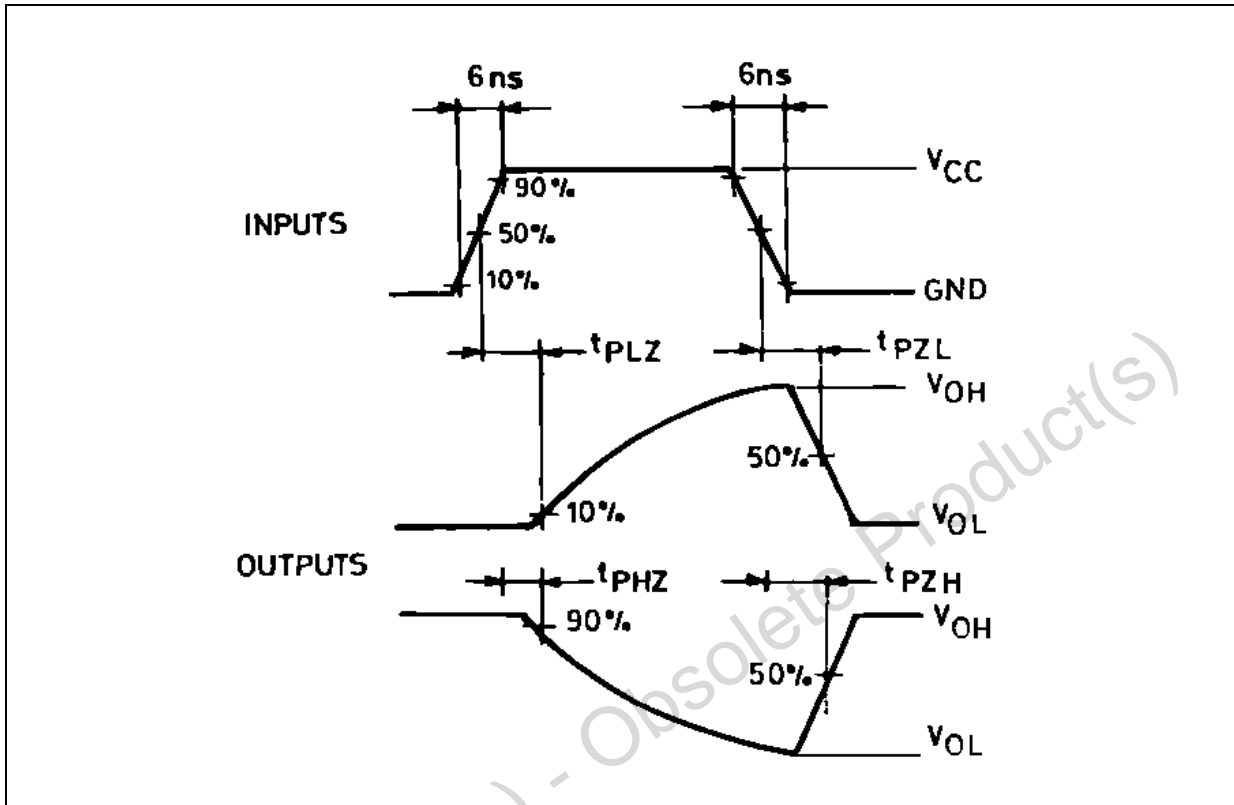 6ns 6ns
VCC
90%
INPUTS 50%
10% GND
tPLZ tPZL
VOH
50%
10% VOL
OUTPUTS tPHZ tPZH
90% VOH
50%
VOL
) - Obsolete Product(s)